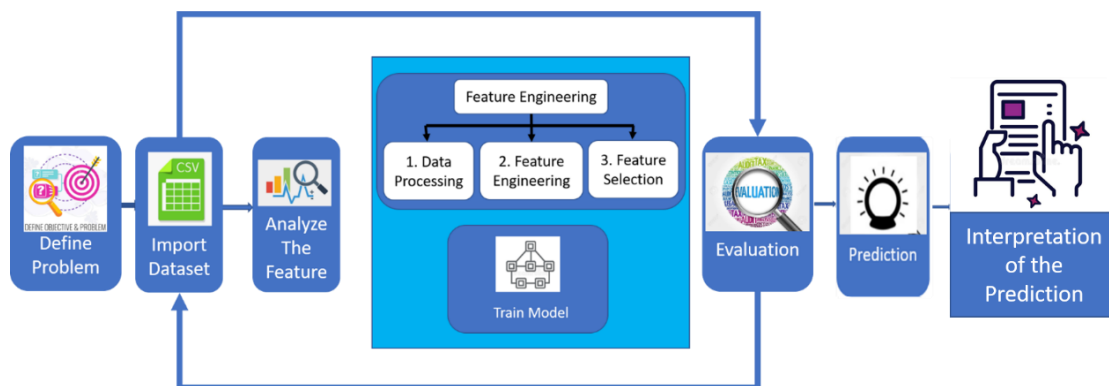 DEFINE OBJECTIVE & PROBLEM
Define
Problem
CSV
Import
Dataset
Analyze
The
Feature
Feature Engineering
1. Data
Processing
2. Feature
Engineering
3. Feature
Selection
Train Model
EVALUATION
Evaluation
Prediction
Interpretation
of the
Prediction